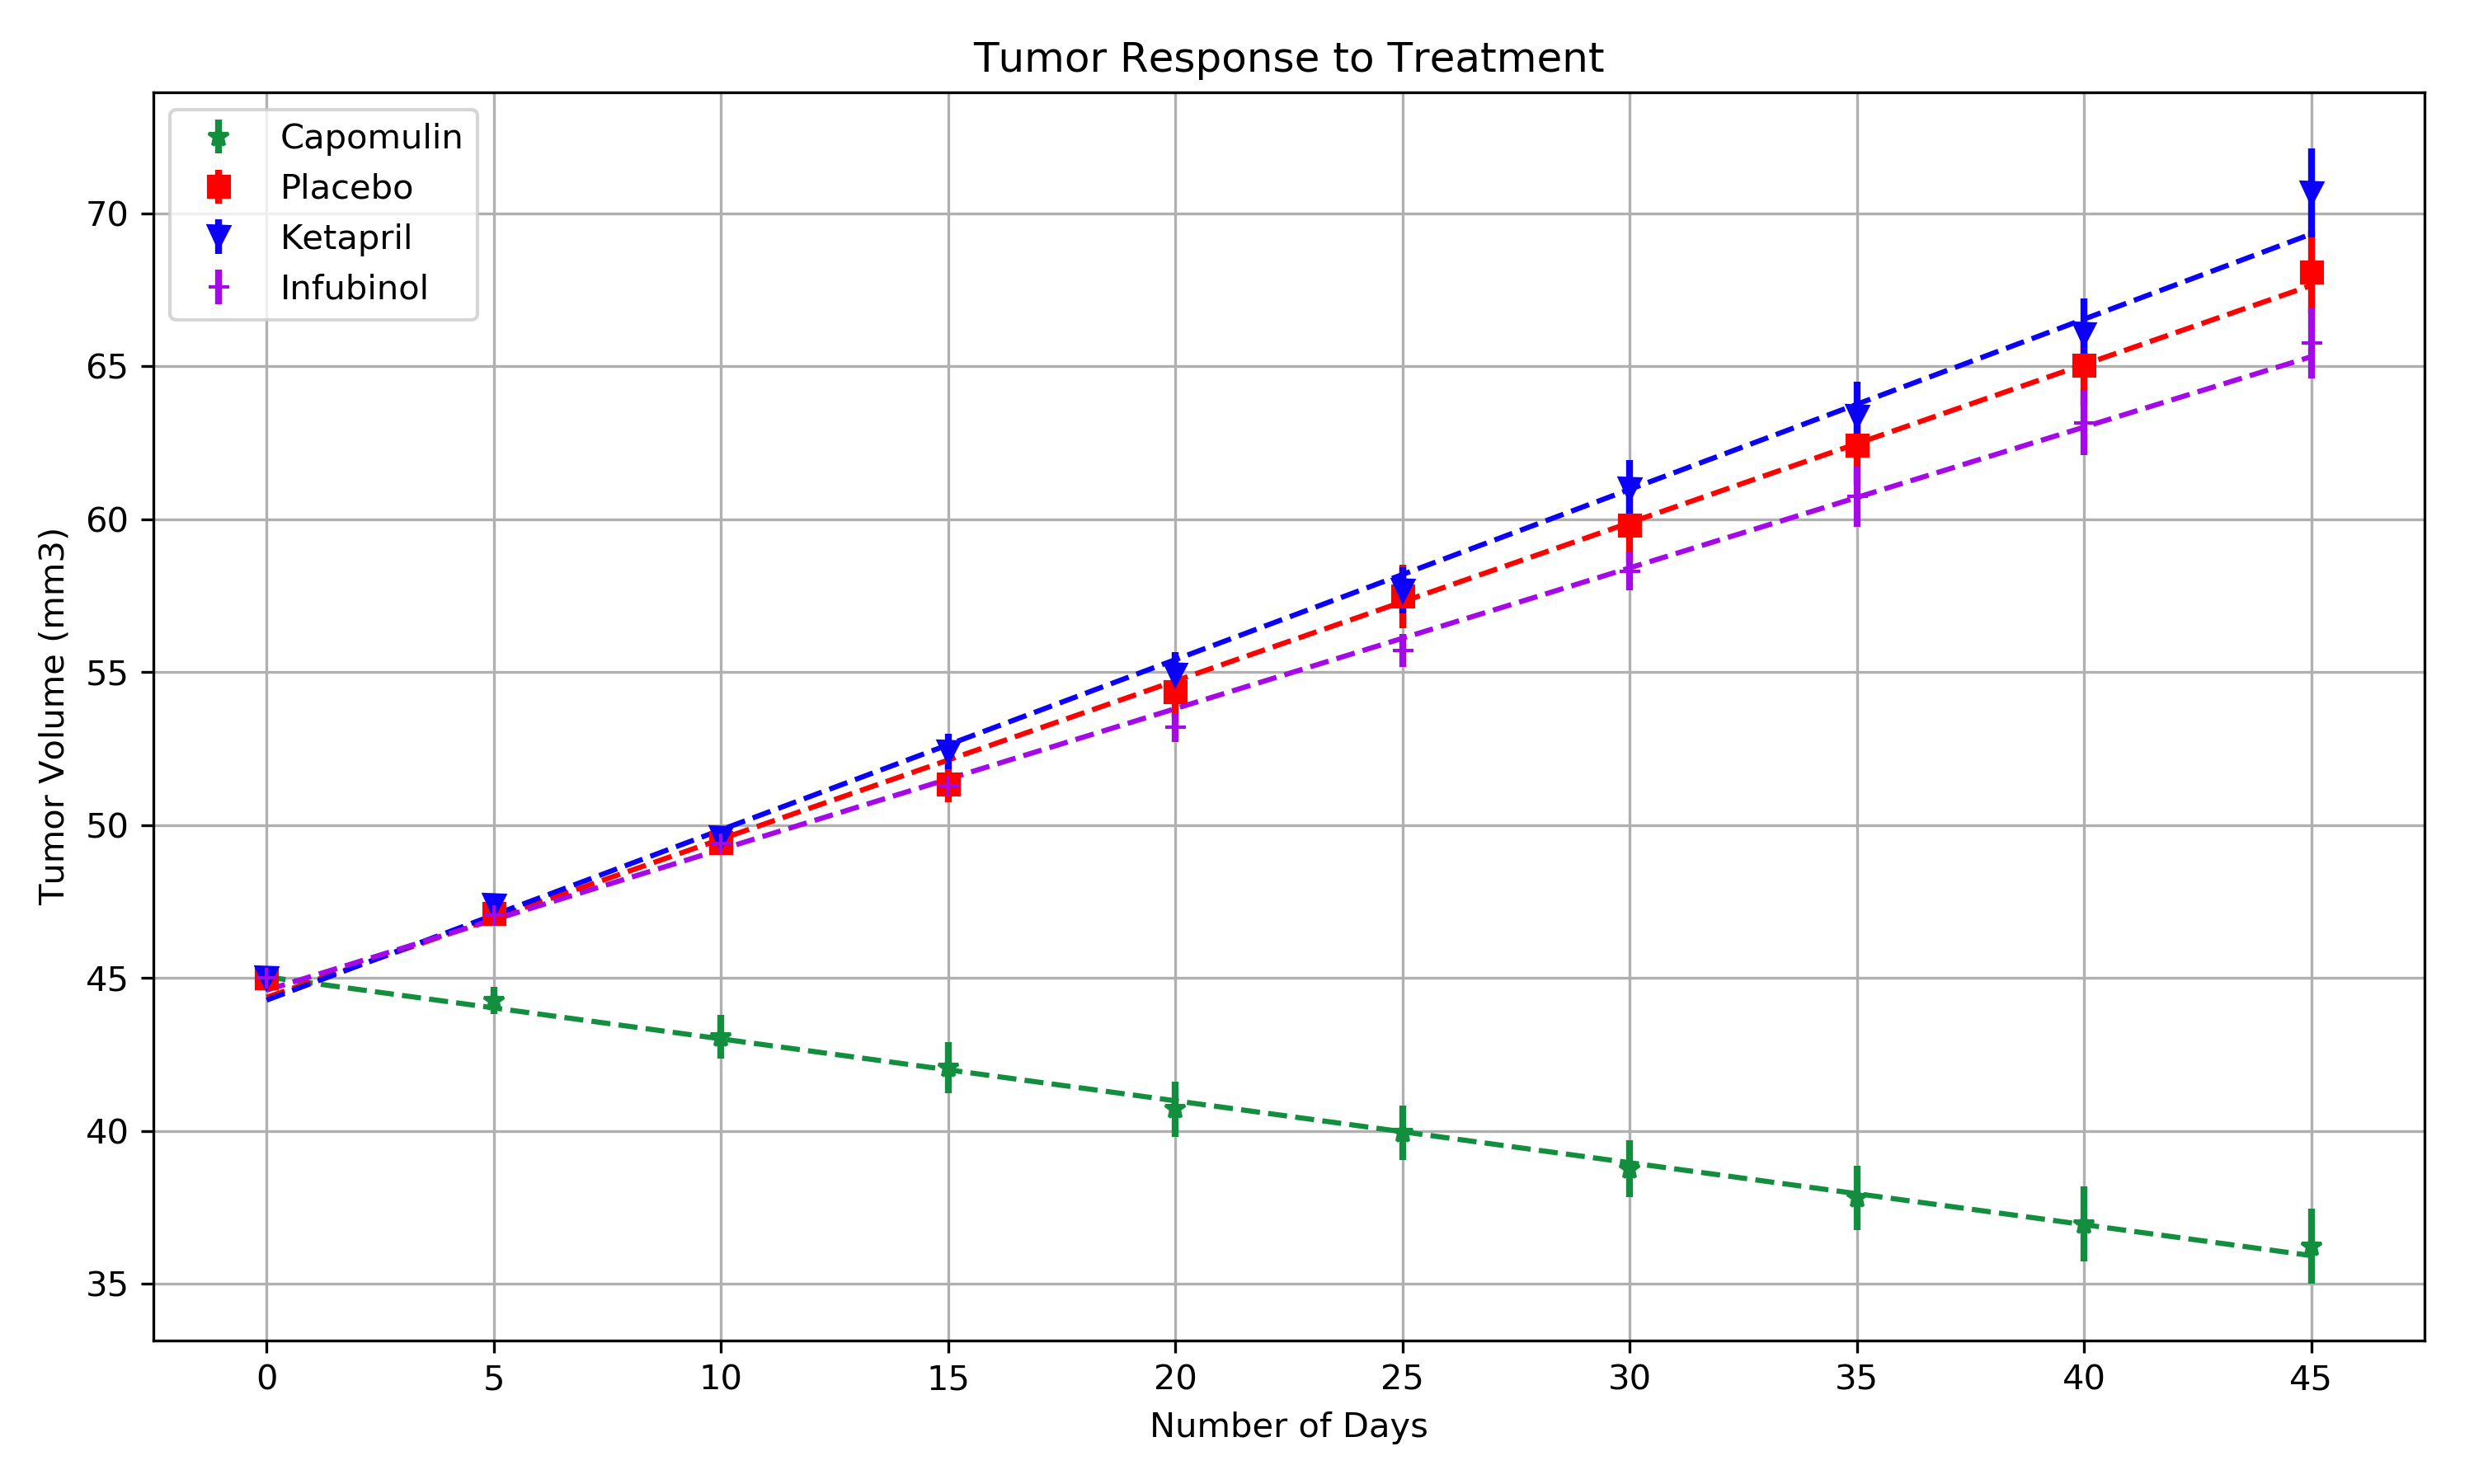 Tumor Response to Treatment
Capomulin
Placebo
Ketapril
Infubinol
Tumor Volume (mm3)
70
65
60
55
50
45
40
35
0 5 10 15 20 25 30 35 40 45
Number of Days